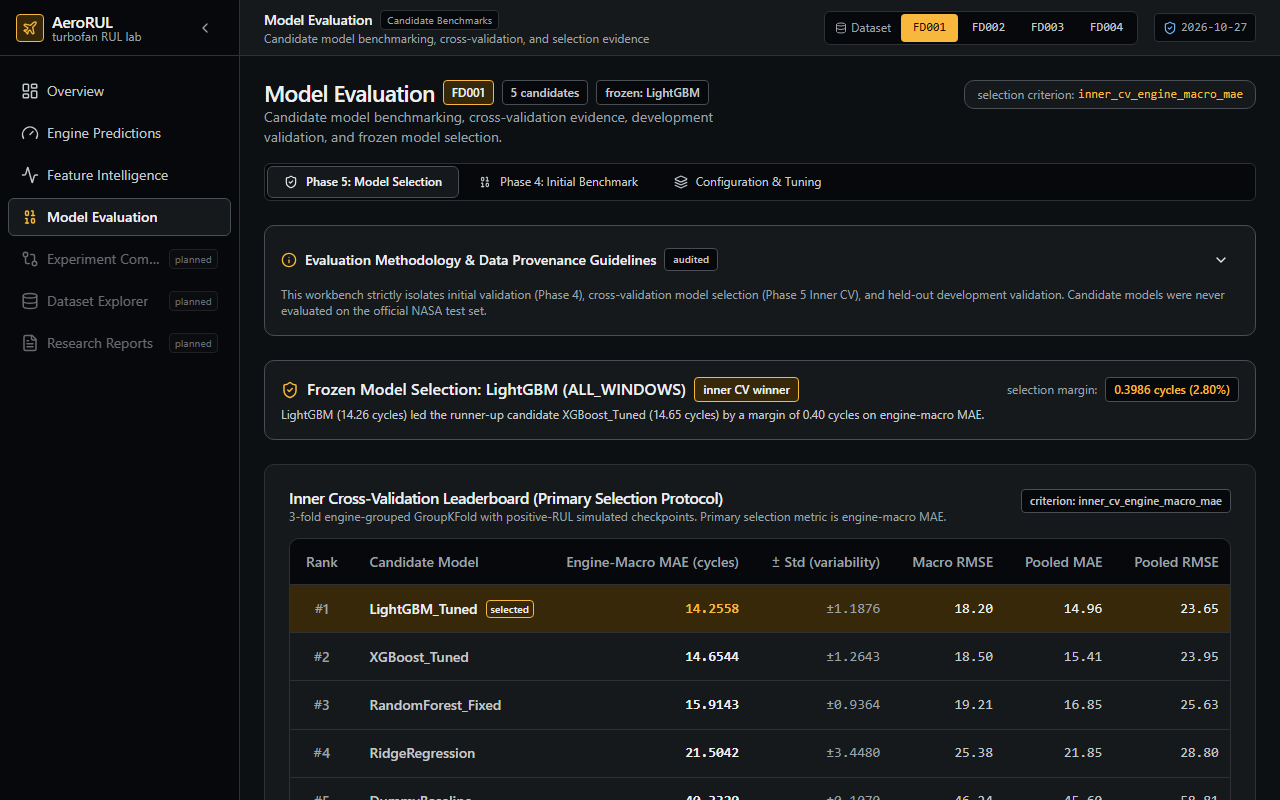 AeroRUL
turbofan RUL lab
Overview
Engine Predictions
Feature Intelligence
Model Evaluation
Experiment Com... planned
Dataset Explorer planned
Research Reports planned
Model Evaluation Candidate Benchmarks
Candidate model benchmarking, cross-validation, and selection evidence
Dataset FD001 FD002 FD003 FD004 2026-10-27
Model Evaluation FD001 5 candidates frozen: LightGBM
Candidate model benchmarking, cross-validation evidence, development
validation, and frozen model selection.
selection criterion: inner_cv_engine_macro_mae
Phase 5: Model Selection Phase 4: Initial Benchmark Configuration & Tuning
Evaluation Methodology & Data Provenance Guidelines audited
This workbench strictly isolates initial validation (Phase 4), cross-validation model selection (Phase 5 Inner CV), and held-out development validation. Candidate models were never
evaluated on the official NASA test set.
Frozen Model Selection: LightGBM (ALL_WINDOWS) inner CV winner
selection margin: 0.3986 cycles (2.80%)
LightGBM (14.26 cycles) led the runner-up candidate XGBoost_Tuned (14.65 cycles) by a margin of 0.40 cycles on engine-macro MAE.
Inner Cross-Validation Leaderboard (Primary Selection Protocol)
3-fold engine-grouped GroupKFold with positive-RUL simulated checkpoints. Primary selection metric is engine-macro MAE.
criterion: inner_cv_engine_macro_mae
Rank Candidate Model Engine-Macro MAE (cycles) ± Std (variability) Macro RMSE Pooled MAE Pooled RMSE
#1 LightGBM_Tuned selected 14.2558 ±1.1876 18.20 14.96 23.65
#2 XGBoost_Tuned 14.6544 ±1.2643 18.50 15.41 23.95
#3 RandomForest_Fixed 15.9143 ±0.9364 19.21 16.85 25.63
#4 RidgeRegression 21.5042 ±3.4480 25.38 21.85 28.80
#5 DummyBaseline